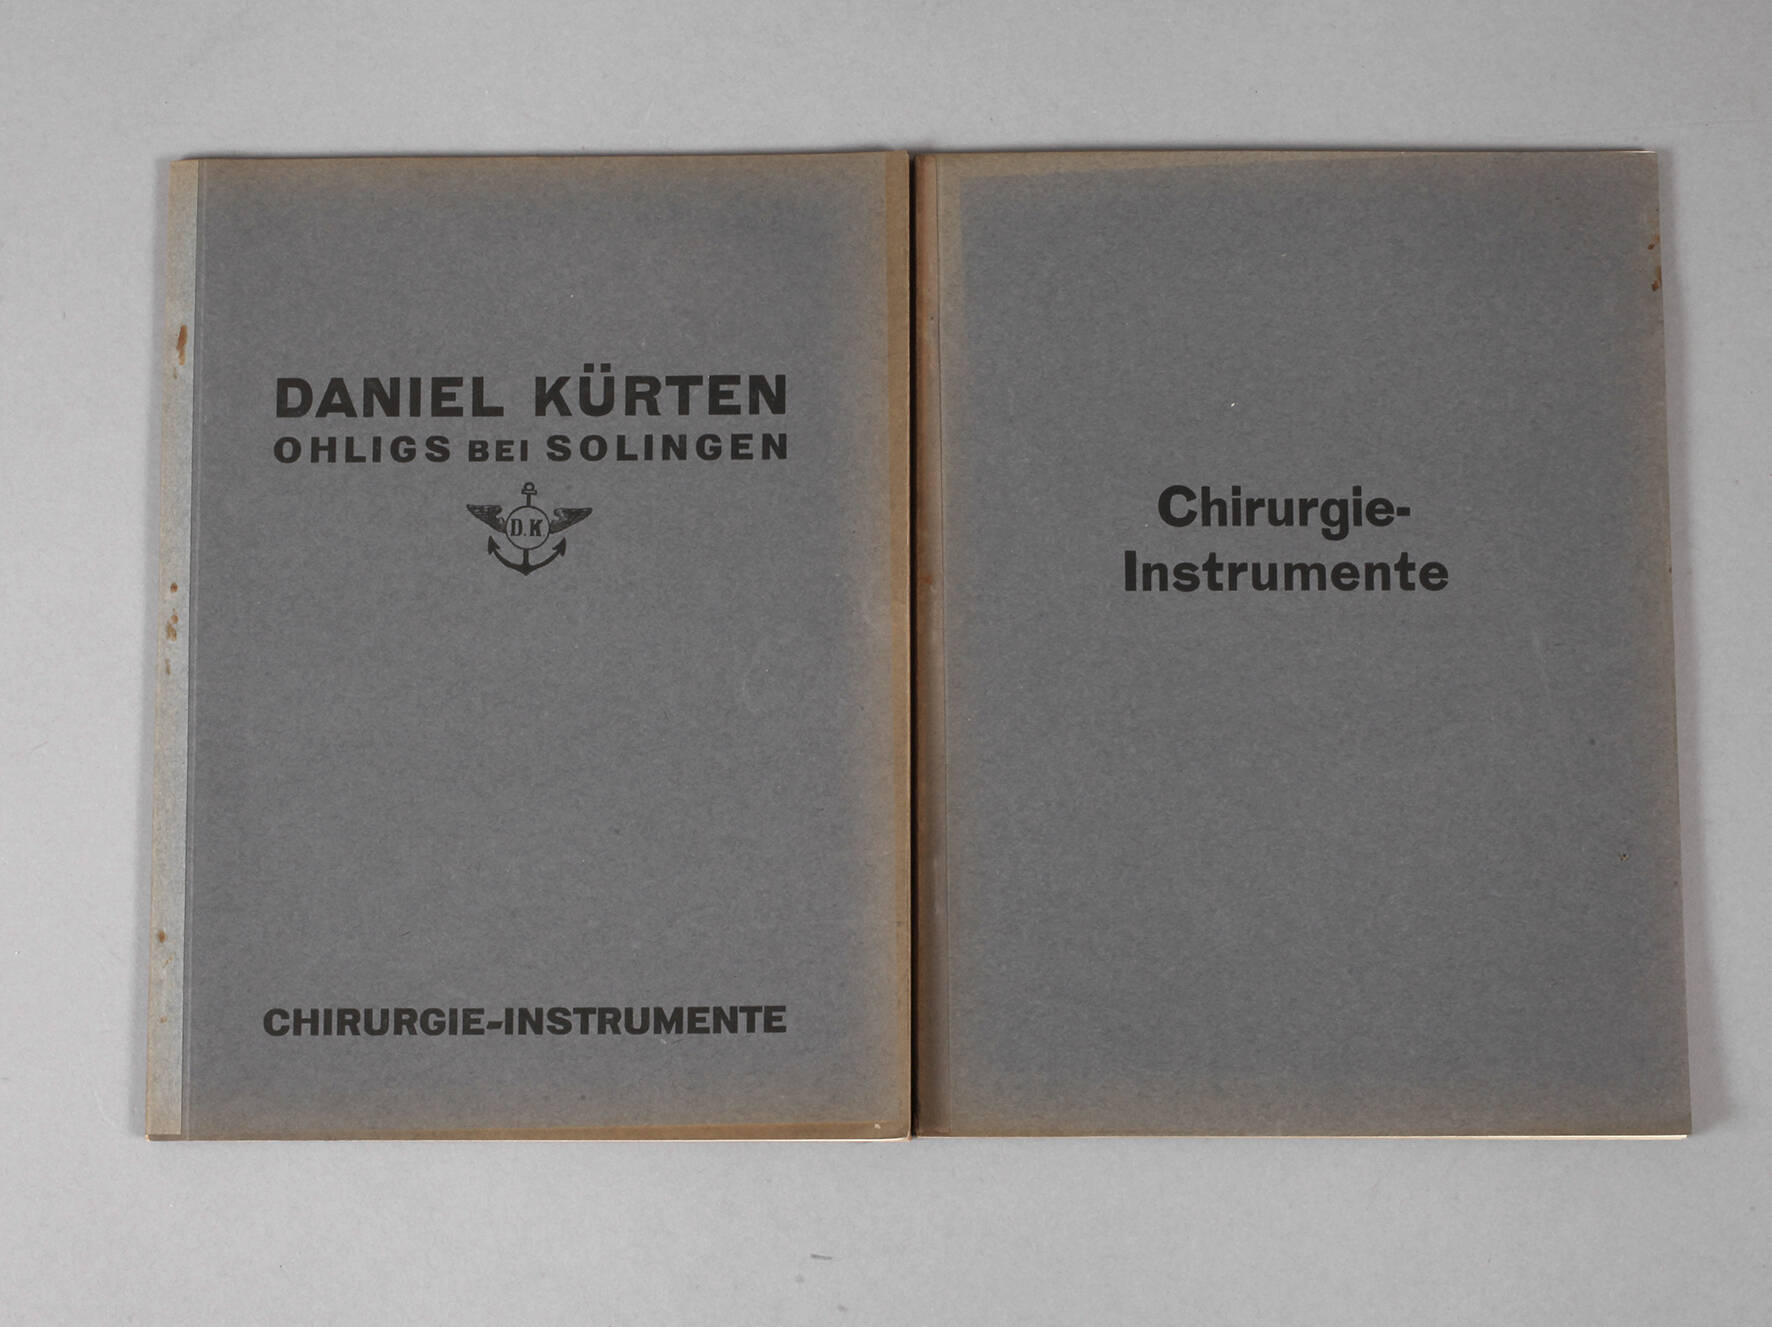 DANIEL KÜRTEN
OHLIGS BEI SOLINGEN
D.K
CHIRURGIE-INSTRUMENTE
Chirurgie-
Instrumente